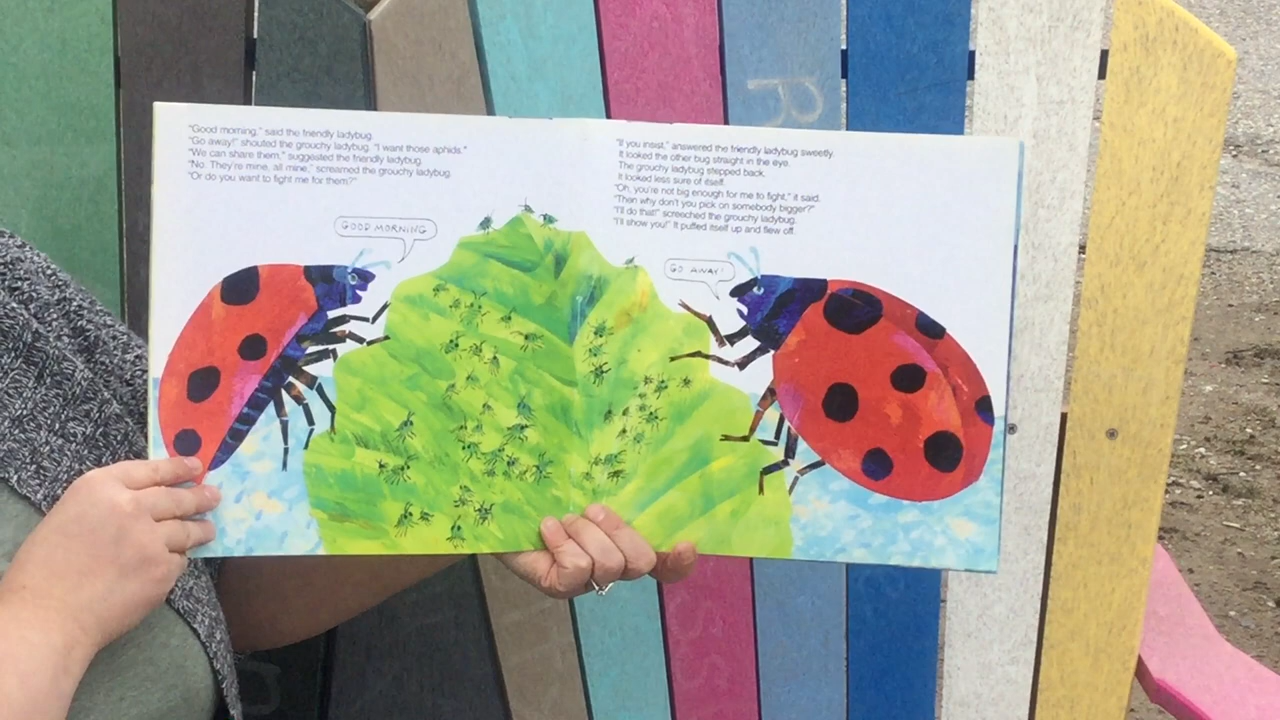 "Good morning," said the friendly ladybug.
"Go away!" shouted the grouchy ladybug. "I want those aphids."
"We can share them," suggested the friendly ladybug.
"No. They're mine, all mine," screamed the grouchy ladybug.
"Or do you want to fight me for them?"
"If you insist," answered the friendly ladybug sweetly.
It looked the other bug straight in the eye.
The grouchy ladybug stepped back.
It looked less sure of itself.
"Oh, you're not big enough for me to fight," it said.
"Then why don't you pick on somebody bigger?"
"I'll do that!" screeched the grouchy ladybug.
"I'll show you!" It puffed itself up and flew off.
GOOD MORNING
GO AWAY!
R